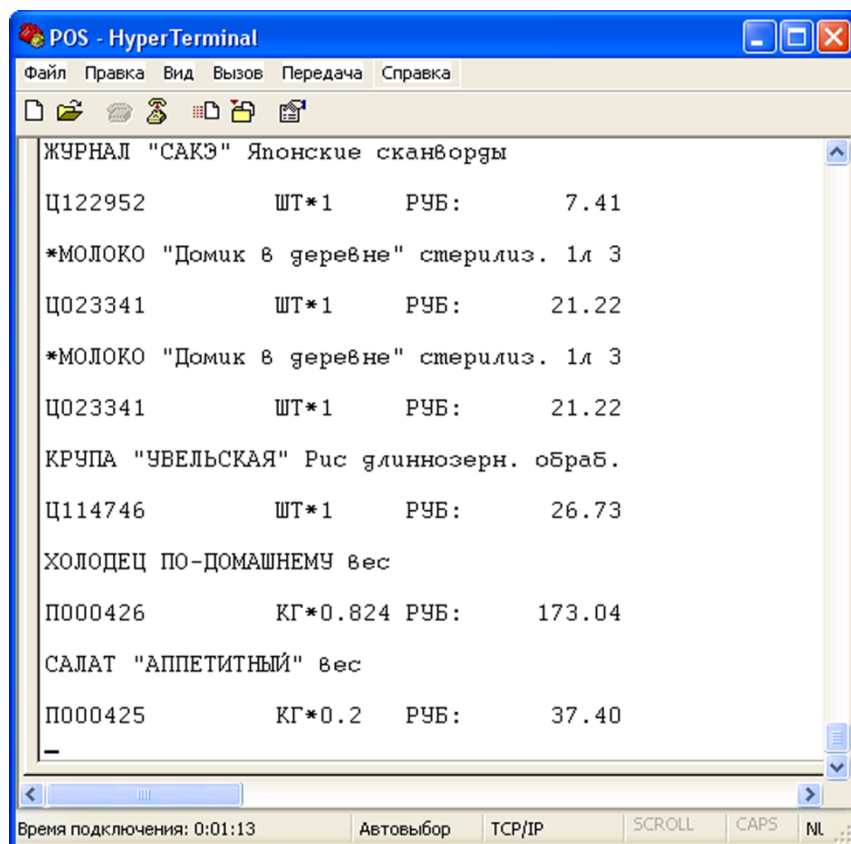 POS - HyperTerminal
Файл Правка Вид Вызов Передача Справка
ЖУРНАЛ "САКЭ" Японские сканворды
Ц122952 ШТ*1 РУБ: 7.41
*МОЛОКО "Домик в деревне" стерилиз. 1л 3
Ц023341 ШТ*1 РУБ: 21.22
*МОЛОКО "Домик в деревне" стерилиз. 1л 3
Ц023341 ШТ*1 РУБ: 21.22
КРУПА "УВЕЛЬСКАЯ" Рис длиннозерн. обраб.
Ц114746 ШТ*1 РУБ: 26.73
ХОЛОДЕЦ ПО-ДОМАШНЕМУ вес
П000426 КГ*0.824 РУБ: 173.04
САЛАТ "АППЕТИТНЫЙ" вес
П000425 КГ*0.2 РУБ: 37.40
Время подключения: 0:01:13 Автовыбор TCP/IP SCROLL CAPS NU